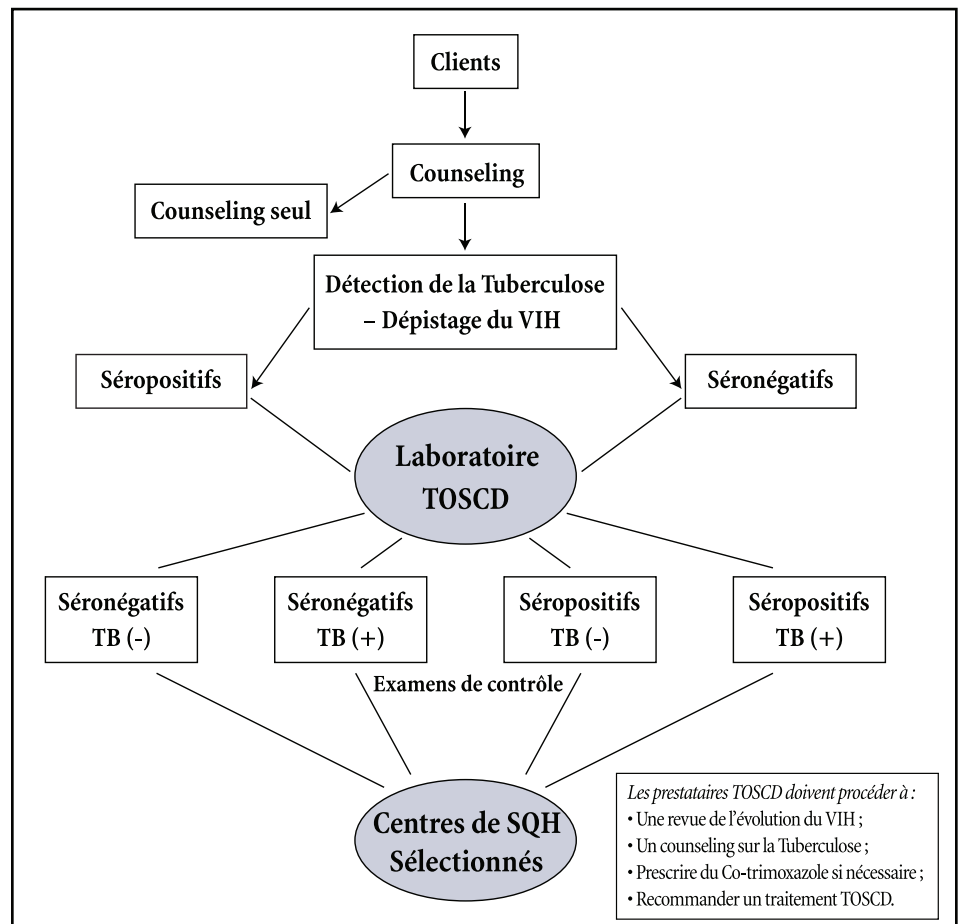 Clients
Counseling
Counseling seul
Détection de la Tuberculose
– Dépistage du VIH
Séropositifs
Séronégatifs
Laboratoire
TOSCD
Séronégatifs
TB (-)
Séronégatifs
TB (+)
Séropositifs
TB (-)
Séropositifs
TB (+)
Examens de contrôle
Centres de SQH
Sélectionnés
Les prestataires TOSCD doivent procéder à :
• Une revue de l'évolution du VIH ;
• Un counseling sur la Tuberculose ;
• Prescrire du Co-trimoxazole si nécessaire ;
• Recommander un traitement TOSCD.